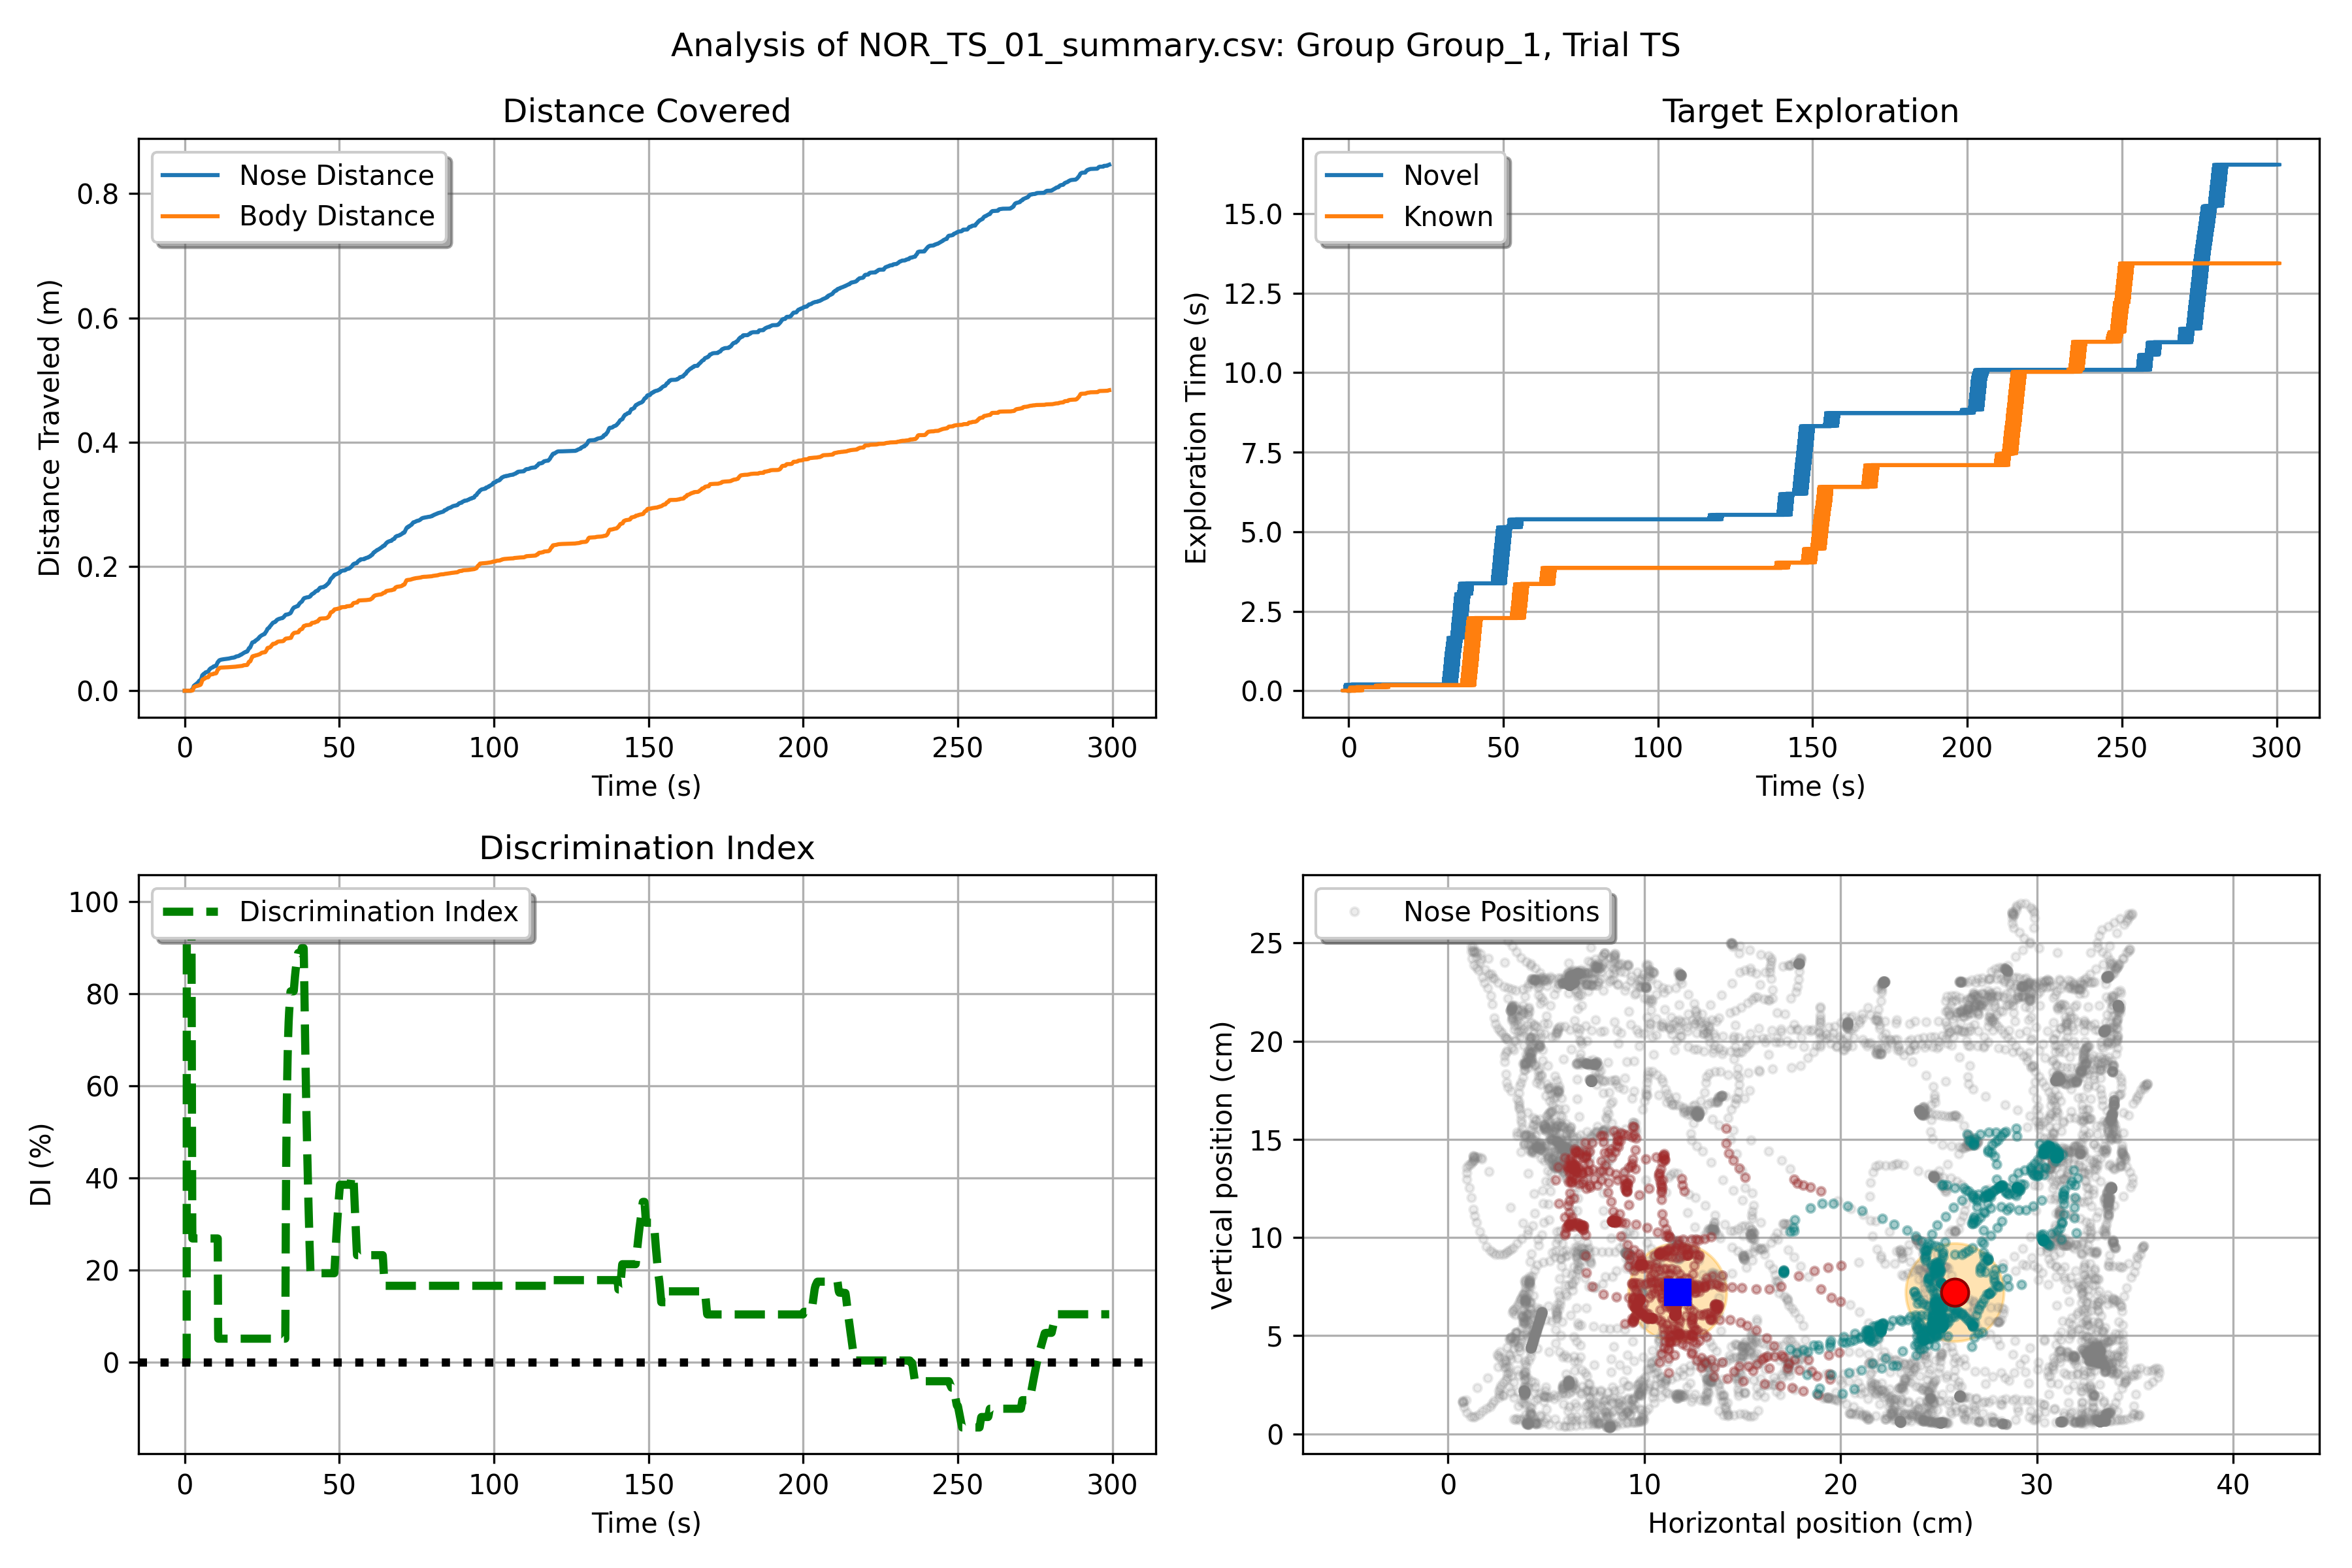 Analysis of NOR_TS_01_summary.csv: Group Group_1, Trial TS
Distance Covered
Nose Distance
Body Distance
Distance Traveled (m)
0.8
0.6
0.4
0.2
0.0
0 50 100 150 200 250 300
Time (s)
Target Exploration
Novel
Known
Exploration Time (s)
15.0
12.5
10.0
7.5
5.0
2.5
0.0
0 50 100 150 200 250 300
Time (s)
Discrimination Index
Discrimination Index
DI (%)
100
80
60
40
20
0
0 50 100 150 200 250 300
Time (s)
Nose Positions
Vertical position (cm)
25
20
15
10
5
0
0 10 20 30 40
Horizontal position (cm)